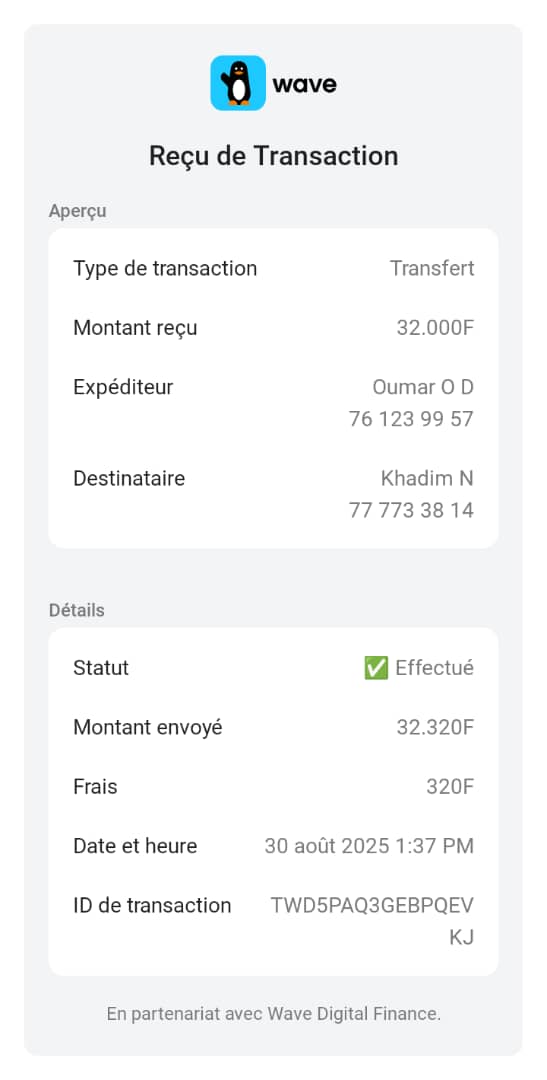 wave
Reçu de Transaction
Aperçu
Type de transaction Transfert
Montant reçu 32.000F
Expéditeur Oumar O D
76 123 99 57
Destinataire Khadim N
77 773 38 14
Détails
Statut ✅ Effectué
Montant envoyé 32.320F
Frais 320F
Date et heure 30 août 2025 1:37 PM
ID de transaction TWD5PAQ3GEBPQEV
KJ
En partenariat avec Wave Digital Finance.